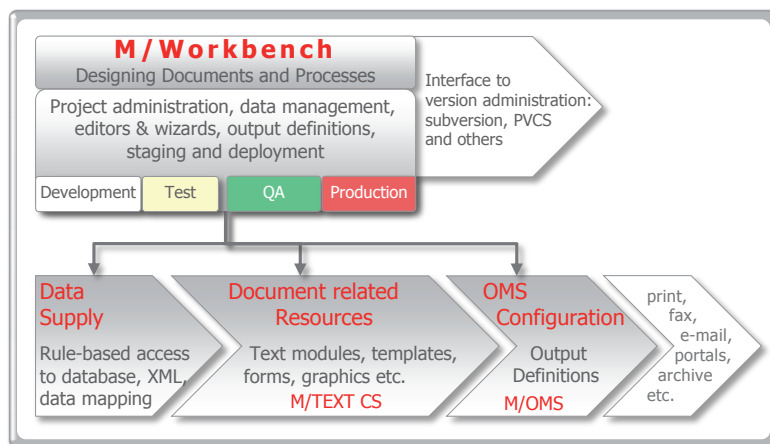 M/Workbench
Designing Documents and Processes
Project administration, data management,
editors & wizards, output definitions,
staging and deployment
Development
Test
QA
Production
Interface to
version administration:
subversion, PVCS
and others
Data
Supply
Rule-based access
to database, XML,
data mapping
Document related
Resources
Text modules, templates,
forms, graphics etc.
M/TEXT CS
OMS
Configuration
Output
Definitions
M/OMS
print,
fax,
e-mail,
portals,
archive
etc.